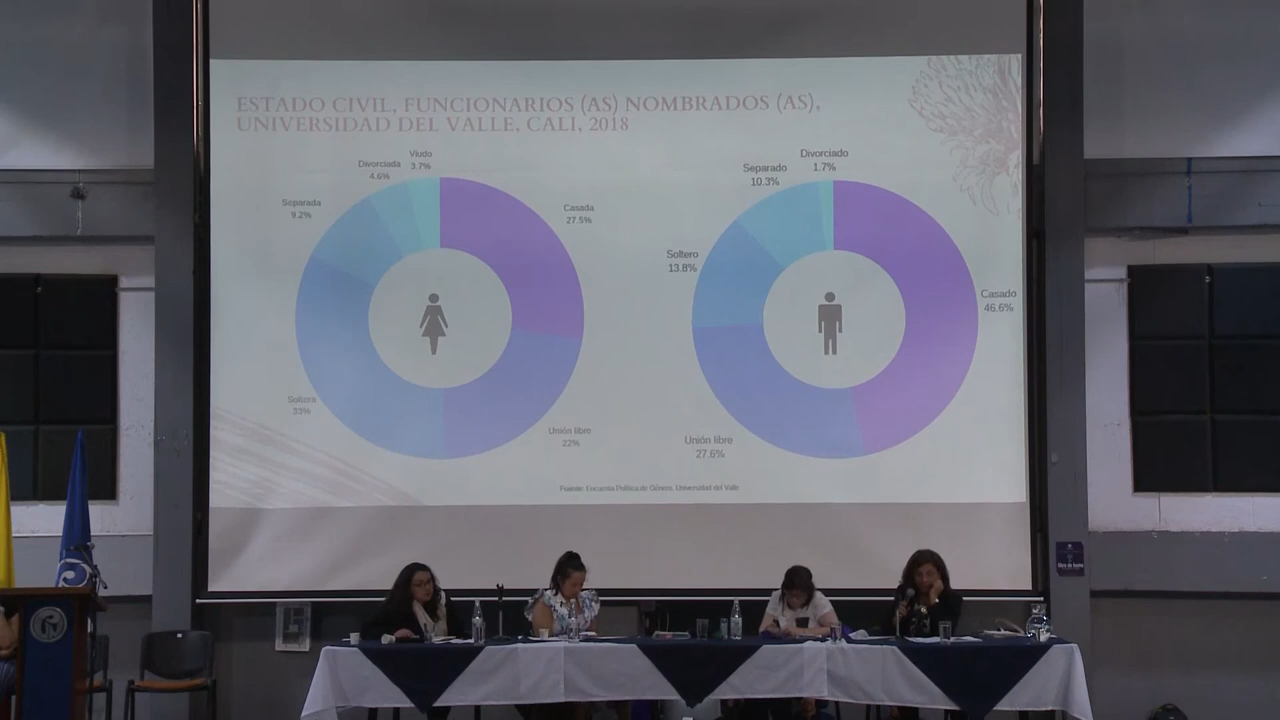 ESTADO CIVIL, FUNCIONARIOS (AS) NOMBRADOS (AS),
UNIVERSIDAD DEL VALLE, CALI, 2018
Viudo
3.7%
Divorciada
4.6%
Separada
9.2%
Casada
27.5%
Soltera
33%
Unión libre
22%
Divorciado
1.7%
Separado
10.3%
Soltero
13.8%
Casado
46.6%
Unión libre
27.6%
Fuente: Encuesta Política de Género, Universidad del Valle